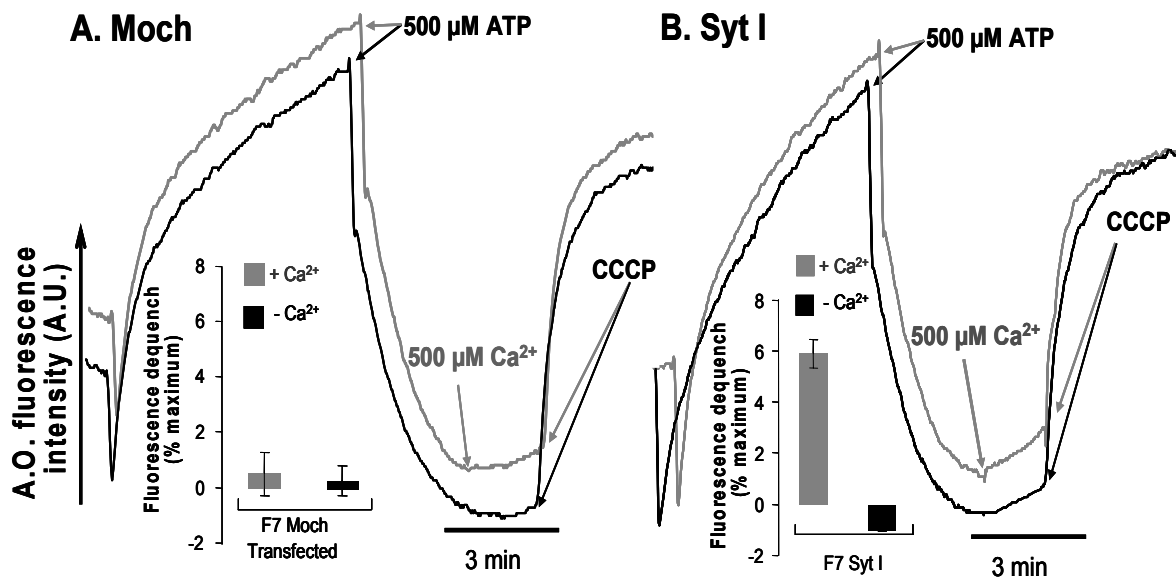 A. Moch
500 µM ATP
B. Syt I
500 µM ATP
A.O. fluorescence
intensity (A.U.)
Fluorescence dequench
(% maximum)
8
6
4
2
0
-2
+ Ca²⁺
- Ca²⁺
F7 Moch
Transfected
500 µM Ca²⁺
CCCP
3 min
Fluorescence dequench
(% maximum)
8
6
4
2
0
-2
+ Ca²⁺
- Ca²⁺
F7 Syt I
500 µM Ca²⁺
CCCP
3 min